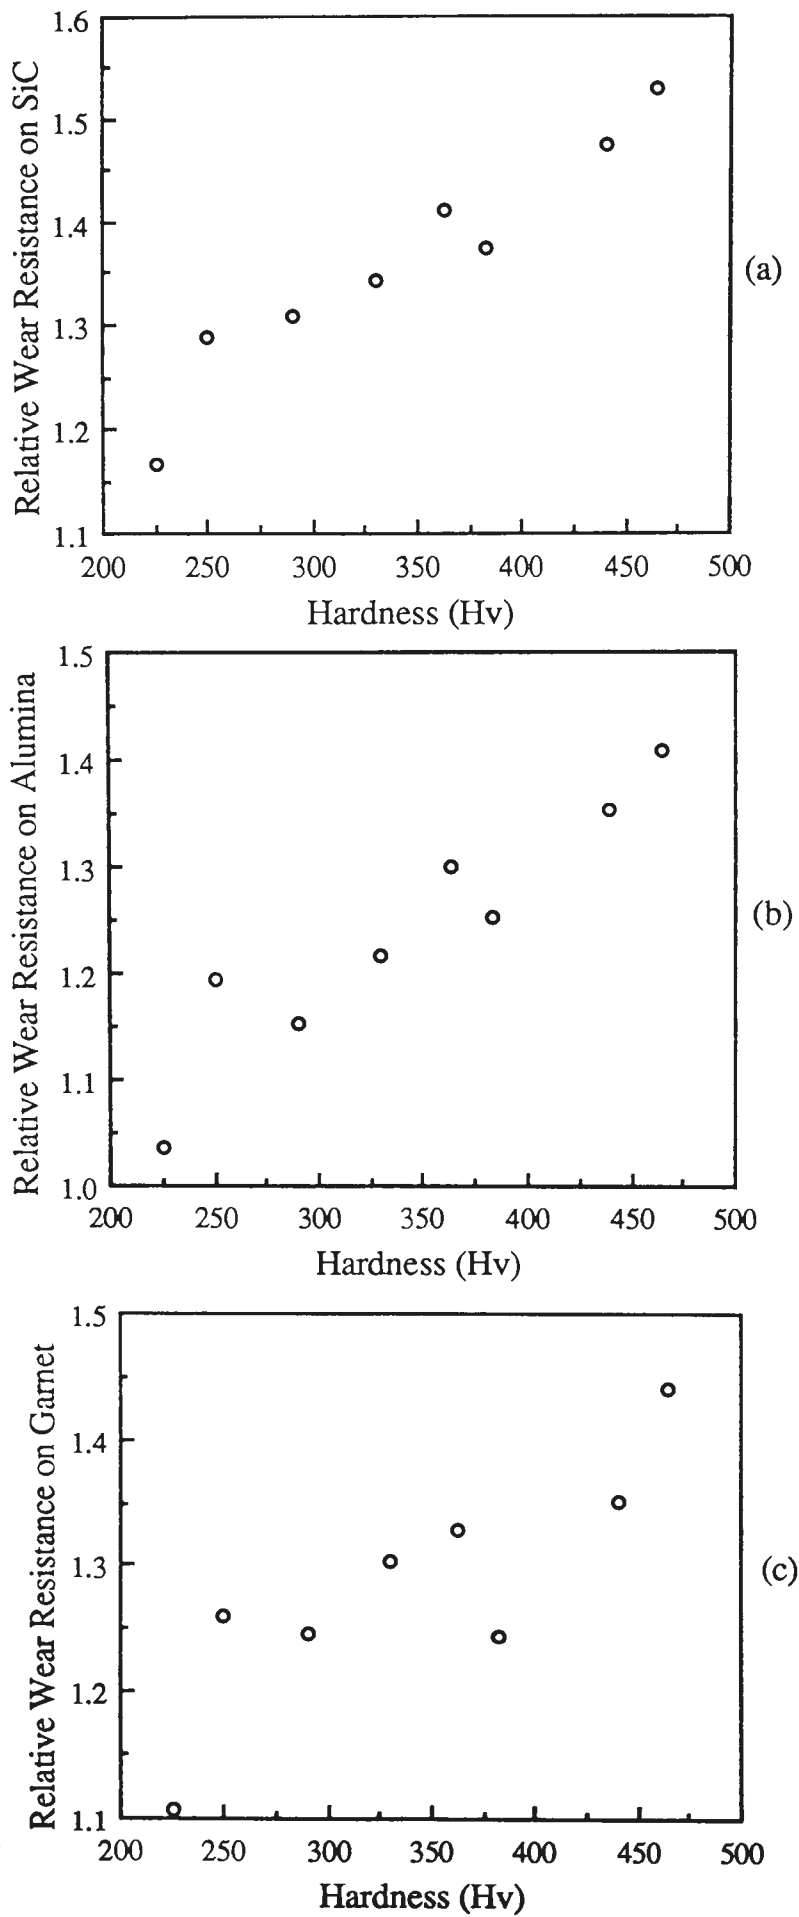 Relative Wear Resistance on SiC
1.6
1.5
1.4
1.3
1.2
1.1
200 250 300 350 400 450 500
Hardness (Hv)
(a)
Relative Wear Resistance on Alumina
1.5
1.4
1.3
1.2
1.1
1.0
200 250 300 350 400 450 500
Hardness (Hv)
(b)
Relative Wear Resistance on Garnet
1.5
1.4
1.3
1.2
1.1
200 250 300 350 400 450 500
Hardness (Hv)
(c)